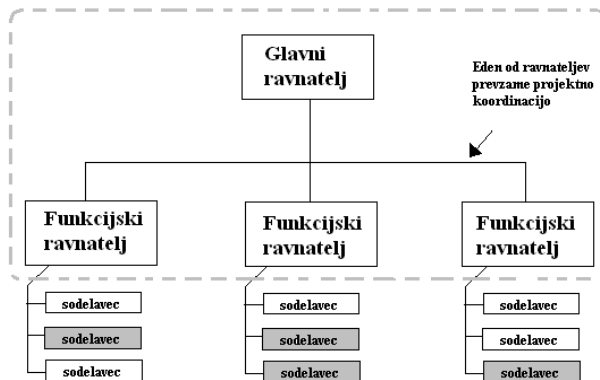 Glavni
ravnatelj
Eden od ravnateljev
prevzame projektno
koordinacijo
Funkcijski
ravnatelj
Funkcijski
ravnatelj
Funkcijski
ravnatelj
sodelavec
sodelavec
sodelavec
sodelavec
sodelavec
sodelavec
sodelavec
sodelavec
sodelavec